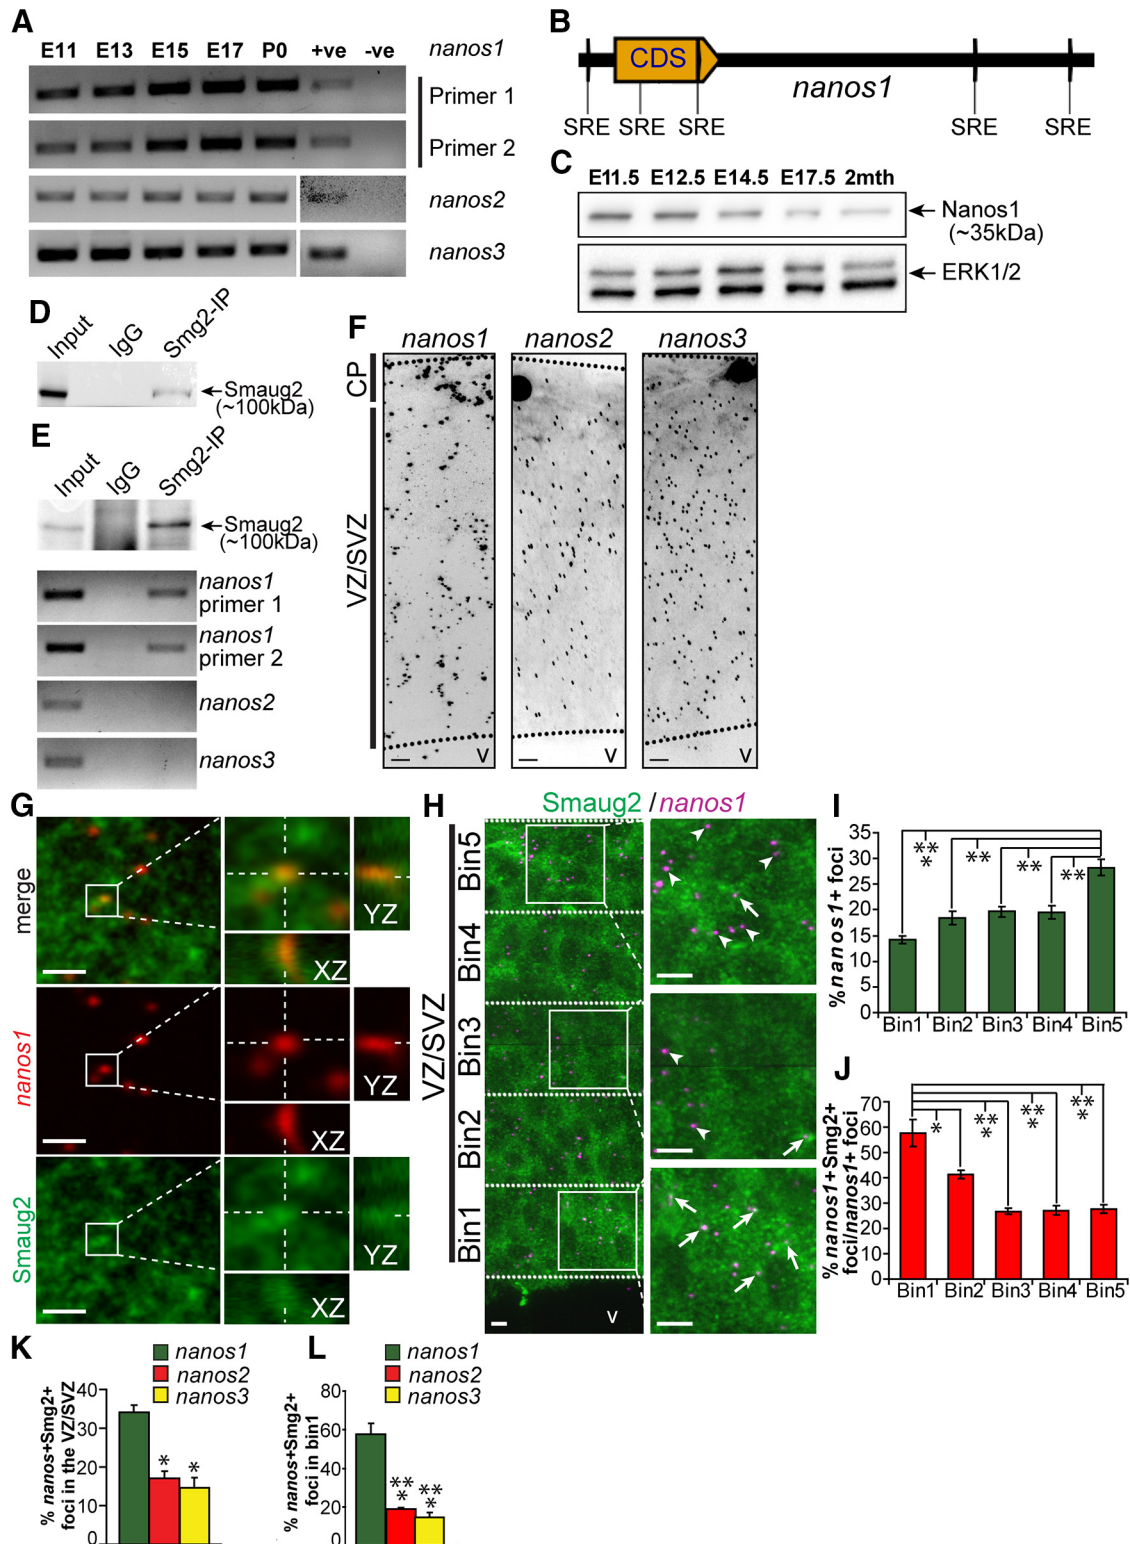 A
E11 E13 E15 E17 P0 +ve -ve nanos1
Primer 1
Primer 2
nanos2
nanos3
B
CDS
nanos1
SRE SRE SRE SRE SRE
C
E11.5 E12.5 E14.5 E17.5 2mth
Nanos1
(~35kDa)
ERK1/2
D
Input IgG Smg2-IP
Smaug2
(~100kDa)
E
Input IgG Smg2-IP
Smaug2
(~100kDa)
nanos1
primer 1
nanos1
primer 2
nanos2
nanos3
F
nanos1 nanos2 nanos3
CP
VZ/SVZ
V V V
G
merge
YZ
XZ
nanos1
YZ
XZ
Smaug2
YZ
XZ
H
Smaug2 / nanos1
VZ/SVZ
Bin5
Bin4
Bin3
Bin2
Bin1
V
I
% nanos1+ foci
35
30
25
20
15
10
5
0
** * ** ** **
Bin1 Bin2 Bin3 Bin4 Bin5
J
% nanos1+Smg2+
foci/nanos1+ foci
70
60
50
40
30
20
10
0
* ** * ** * ** *
Bin1 Bin2 Bin3 Bin4 Bin5
K
nanos1
nanos2
nanos3
% nanos+Smg2+
foci in the VZ/SVZ
40
30
20
10
0
* *
L
nanos1
nanos2
nanos3
% nanos+Smg2+
foci in bin1
80
60
40
20
0
** * ** *